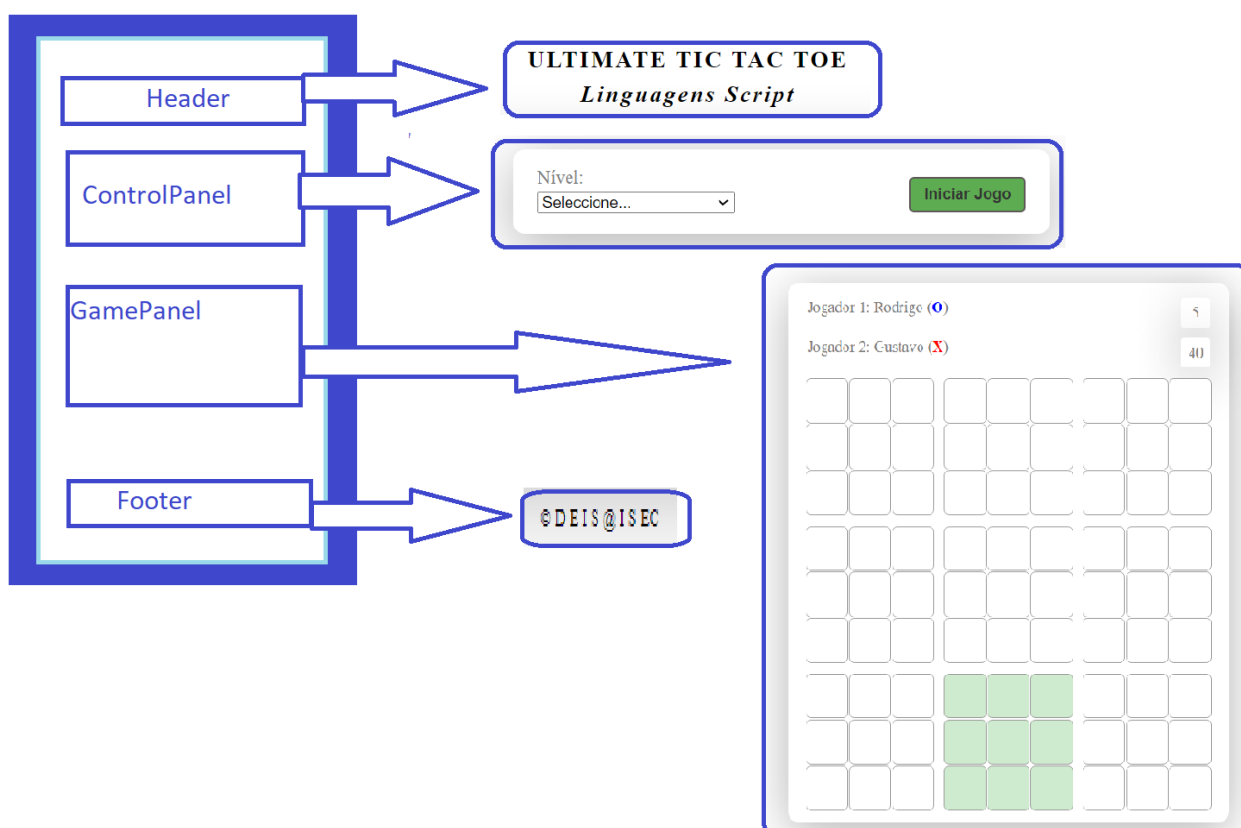 Header
ULTIMATE TIC TAC TOE
Linguagens Script
ControlPanel
Nível:
Seleccione...
Iniciar Jogo
GamePanel
Jogador 1: Rodrigo (O)
5
Jogador 2: Gustavo (X)
40
Footer
©DEIS@ISEC